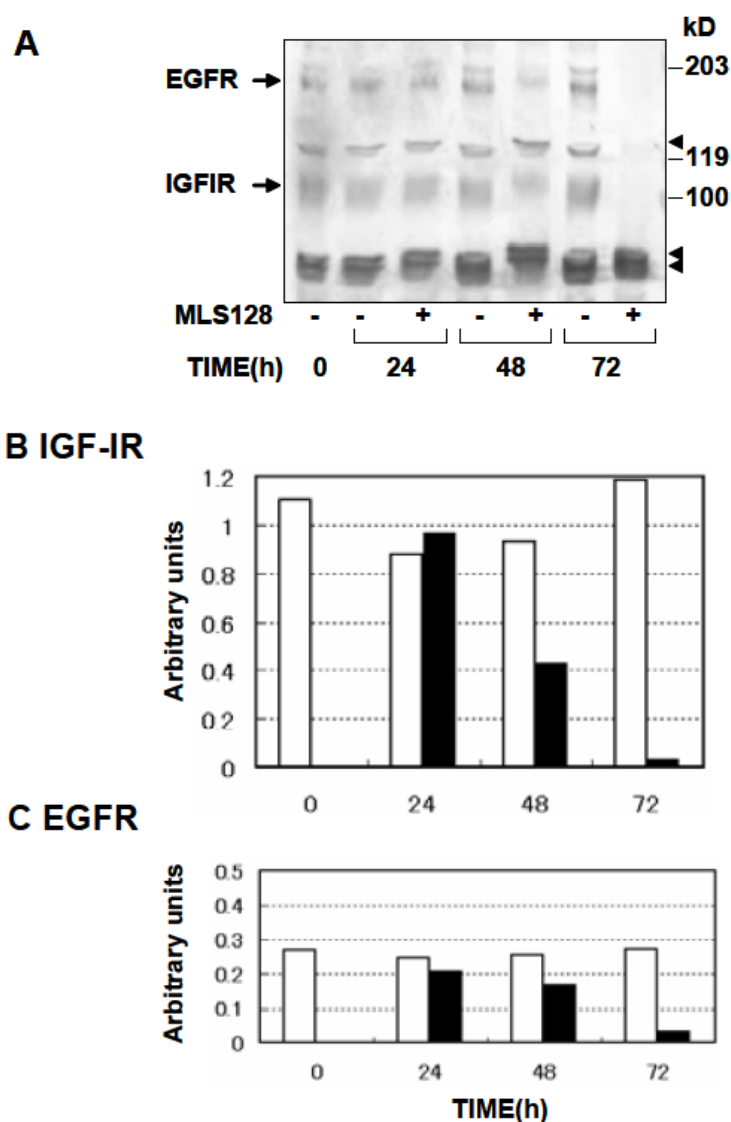 A
kD
EGFR
203
119
IGFIR
100
MLS128 - - + - + - +
TIME(h) 0 24 48 72
B IGF-IR
Arbitrary units
1.2
1
0.8
0.6
0.4
0.2
0
0 24 48 72
C EGFR
Arbitrary units
0.5
0.4
0.3
0.2
0.1
0
0 24 48 72
TIME(h)